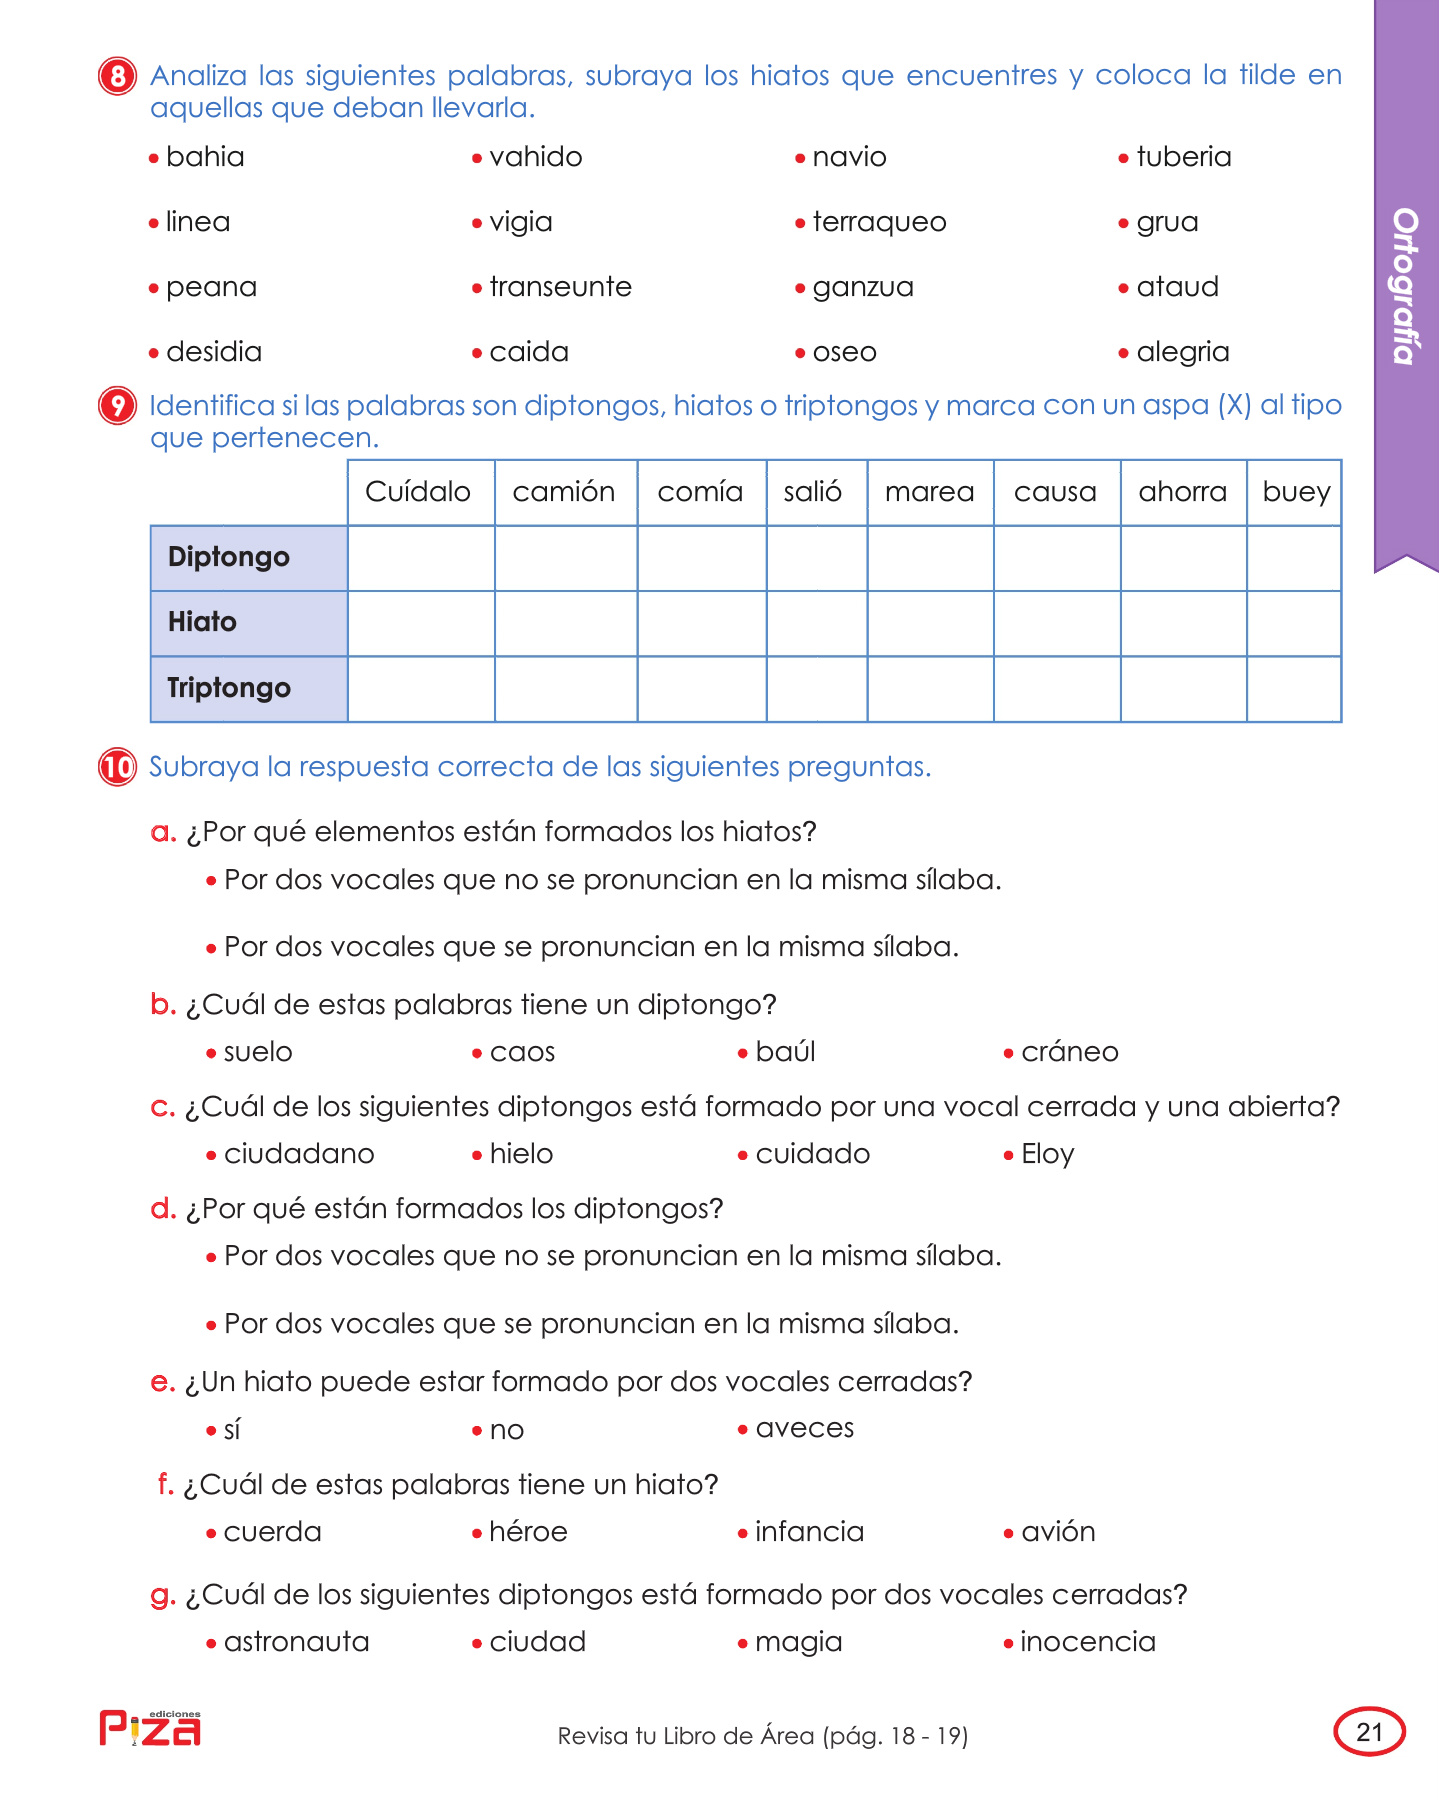 8 Analiza las siguientes palabras, subraya los hiatos que encuentres y coloca la tilde en
aquellas que deban llevarla.
• bahia • vahido • navio • tuberia
• linea • vigia • terraqueo • grua
• peana • transeunte • ganzua • ataud
• desidia • caida • oseo • alegria
Ortografía
9 Identifica si las palabras son diptongos, hiatos o triptongos y marca con un aspa (X) al tipo
que pertenecen.
Cuídalo camión comía salió marea causa ahorra buey
Diptongo
Hiato
Triptongo
10 Subraya la respuesta correcta de las siguientes preguntas.
a. ¿Por qué elementos están formados los hiatos?
• Por dos vocales que no se pronuncian en la misma sílaba.
• Por dos vocales que se pronuncian en la misma sílaba.
b. ¿Cuál de estas palabras tiene un diptongo?
• suelo • caos • baúl • cráneo
c. ¿Cuál de los siguientes diptongos está formado por una vocal cerrada y una abierta?
• ciudadano • hielo • cuidado • Eloy
d. ¿Por qué están formados los diptongos?
• Por dos vocales que no se pronuncian en la misma sílaba.
• Por dos vocales que se pronuncian en la misma sílaba.
e. ¿Un hiato puede estar formado por dos vocales cerradas?
• sí • no • aveces
f. ¿Cuál de estas palabras tiene un hiato?
• cuerda • héroe • infancia • avión
g. ¿Cuál de los siguientes diptongos está formado por dos vocales cerradas?
• astronauta • ciudad • magia • inocencia
ediciones
Piza
Revisa tu Libro de Área (pág. 18 - 19)
21